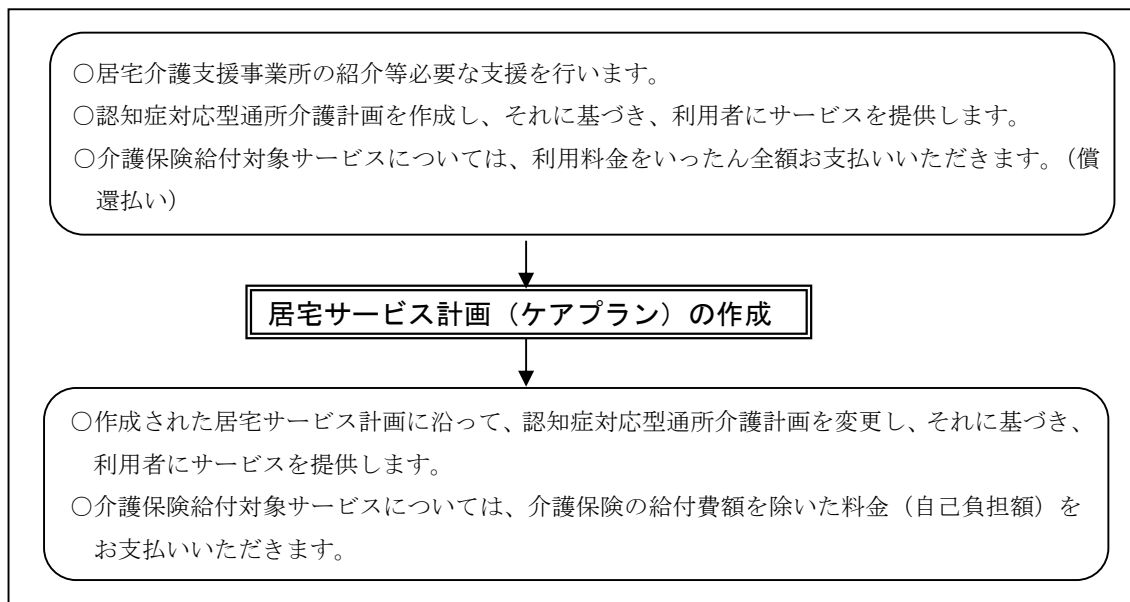 ○居宅介護支援事業所の紹介等必要な支援を行います。
○認知症対応型通所介護計画を作成し、それに基づき、利用者にサービスを提供します。
○介護保険給付対象サービスについては、利用料金をいったん全額お支払いいただきます。（償
還払い）
居宅サービス計画（ケアプラン）の作成
○作成された居宅サービス計画に沿って、認知症対応型通所介護計画を変更し、それに基づき、
利用者にサービスを提供します。
○介護保険給付対象サービスについては、介護保険の給付費額を除いた料金（自己負担額）を
お支払いいただきます。